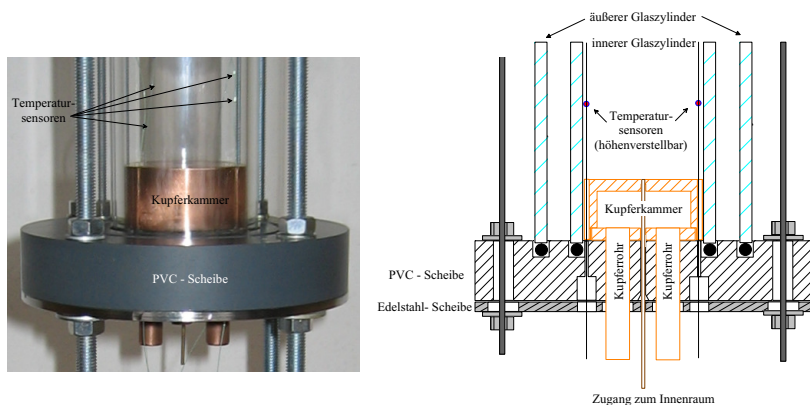 Temperatur-
sensoren
Kupferkammer
PVC - Scheibe
äußerer Glaszylinder
innerer Glaszylinder
Temperatur-
sensoren
(höhenverstellbar)
Kupferkammer
Kupferrohr
Kupferrohr
PVC - Scheibe
Edelstahl- Scheibe
Zugang zum Innenraum